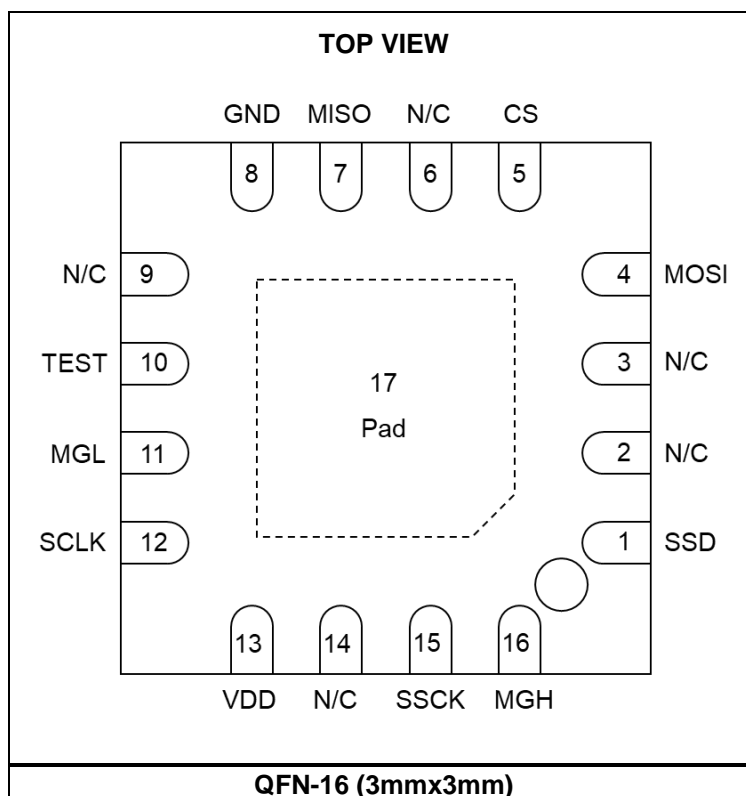 TOP VIEW
GND MISO N/C CS
8 7 6 5
N/C 9 4 MOSI
TEST 10 3 N/C
17
Pad
MGL 11 2 N/C
SCLK 12 1 SSD
13 14 15 16
VDD N/C SSCK MGH
QFN-16 (3mmx3mm)